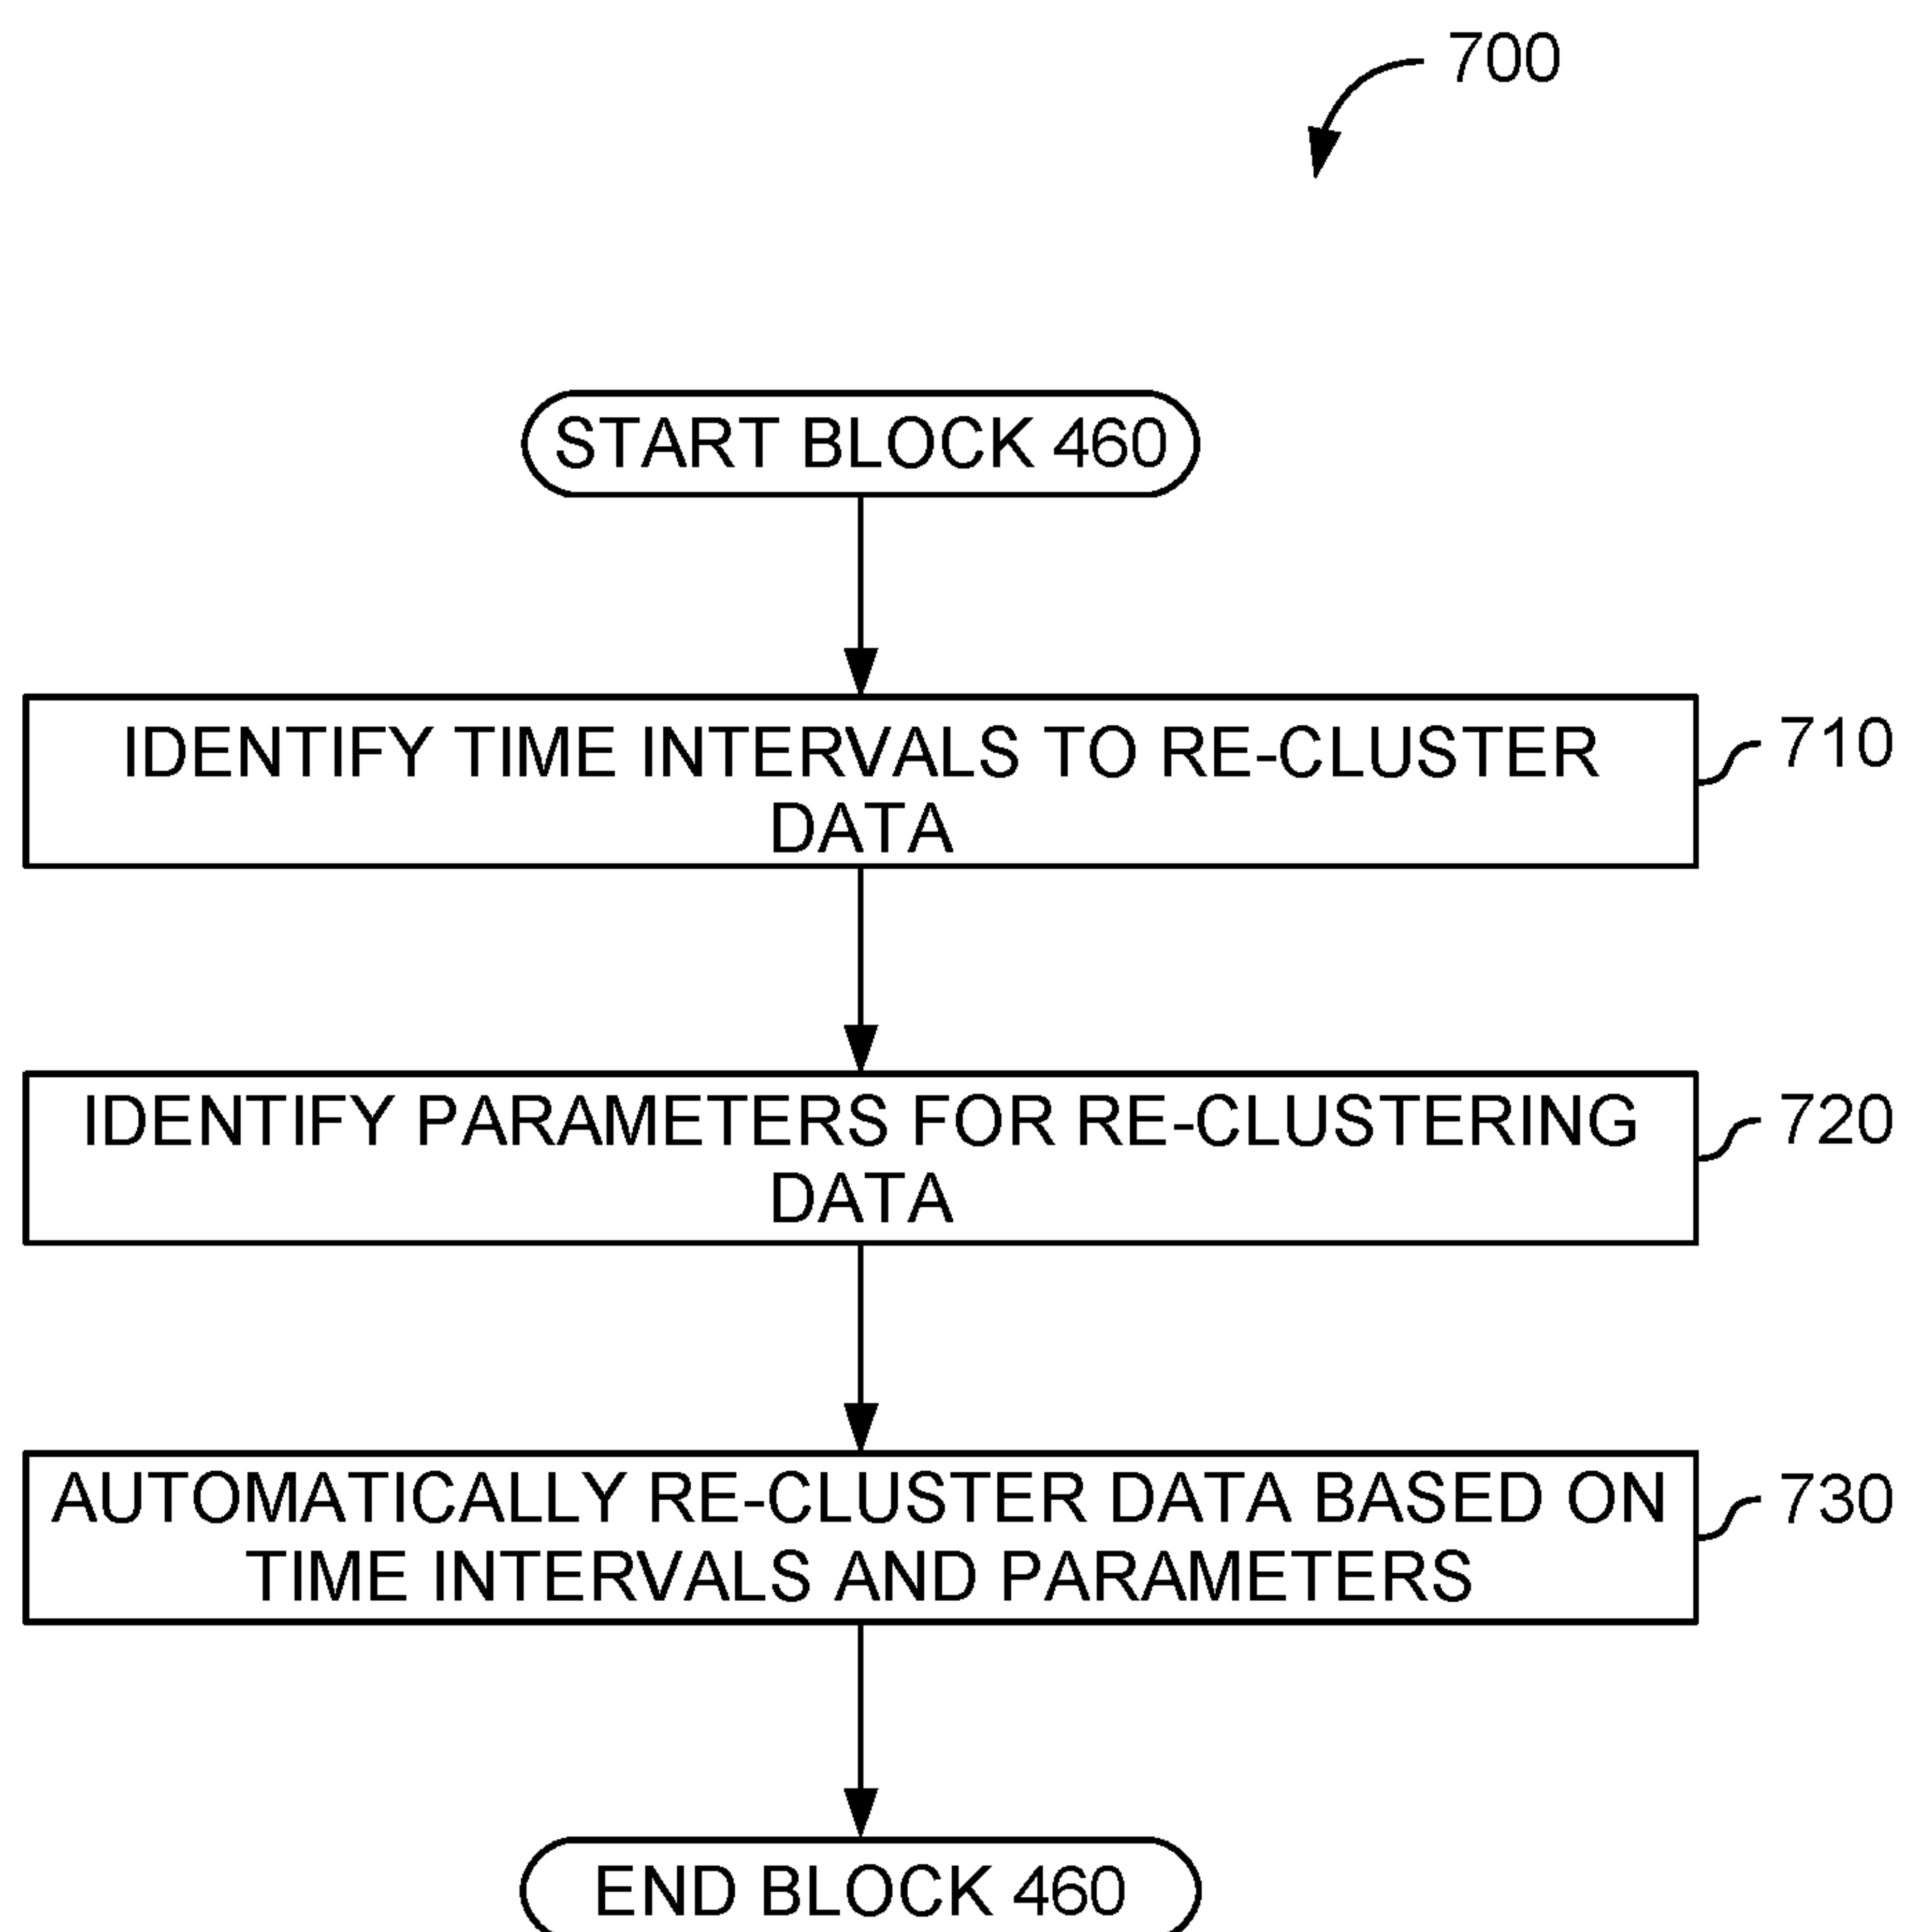 700
START BLOCK 460
IDENTIFY TIME INTERVALS TO RE-CLUSTER
DATA
710
IDENTIFY PARAMETERS FOR RE-CLUSTERING
DATA
720
AUTOMATICALLY RE-CLUSTER DATA BASED ON
TIME INTERVALS AND PARAMETERS
730
END BLOCK 460